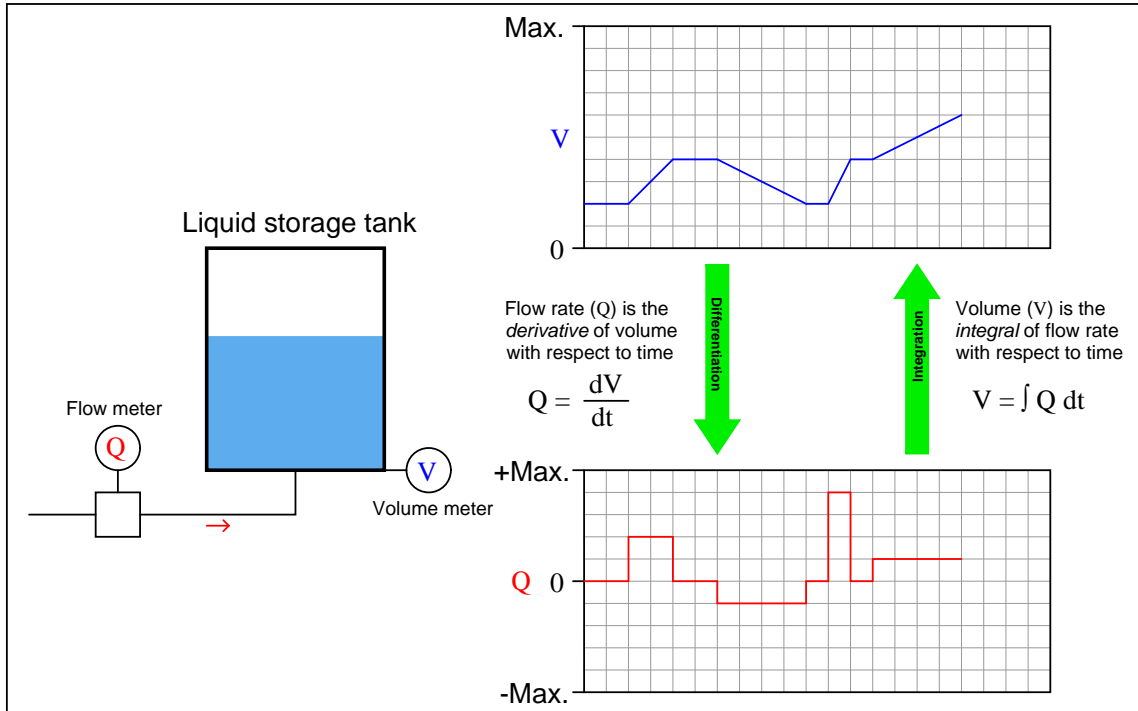 Max.
V
0
Liquid storage tank
Flow rate (Q) is the
derivative of volume
with respect to time
Q = dV
dt
Differentiation
Integration
Volume (V) is the
integral of flow rate
with respect to time
V = ∫ Q dt
Flow meter
Q
V
Volume meter
+Max.
Q 0
-Max.